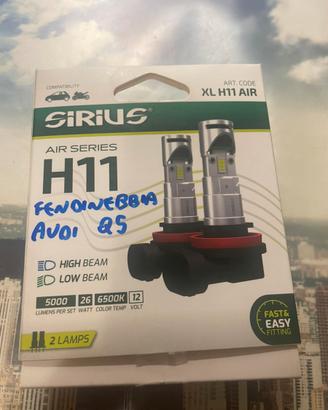 COMPATIBILITY
ART. CODE
XL H11 AIR
SiRiUS
AIR SERIES
H11
FENDINEBBIA
AUDI Q5
HIGH BEAM
LOW BEAM
5000 26 6500K 12
LUMENS PER SET WATT COLOR TEMP VOLT
2 LAMPS
FAST &
EASY
FITTING